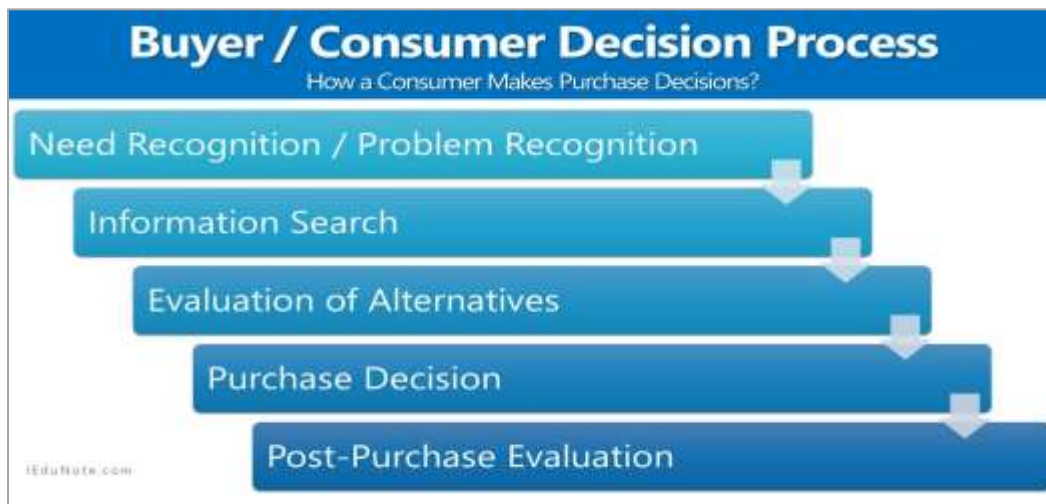 Buyer / Consumer Decision Process
How a Consumer Makes Purchase Decisions?
Need Recognition / Problem Recognition
Information Search
Evaluation of Alternatives
Purchase Decision
Post-Purchase Evaluation
iEduNote.com